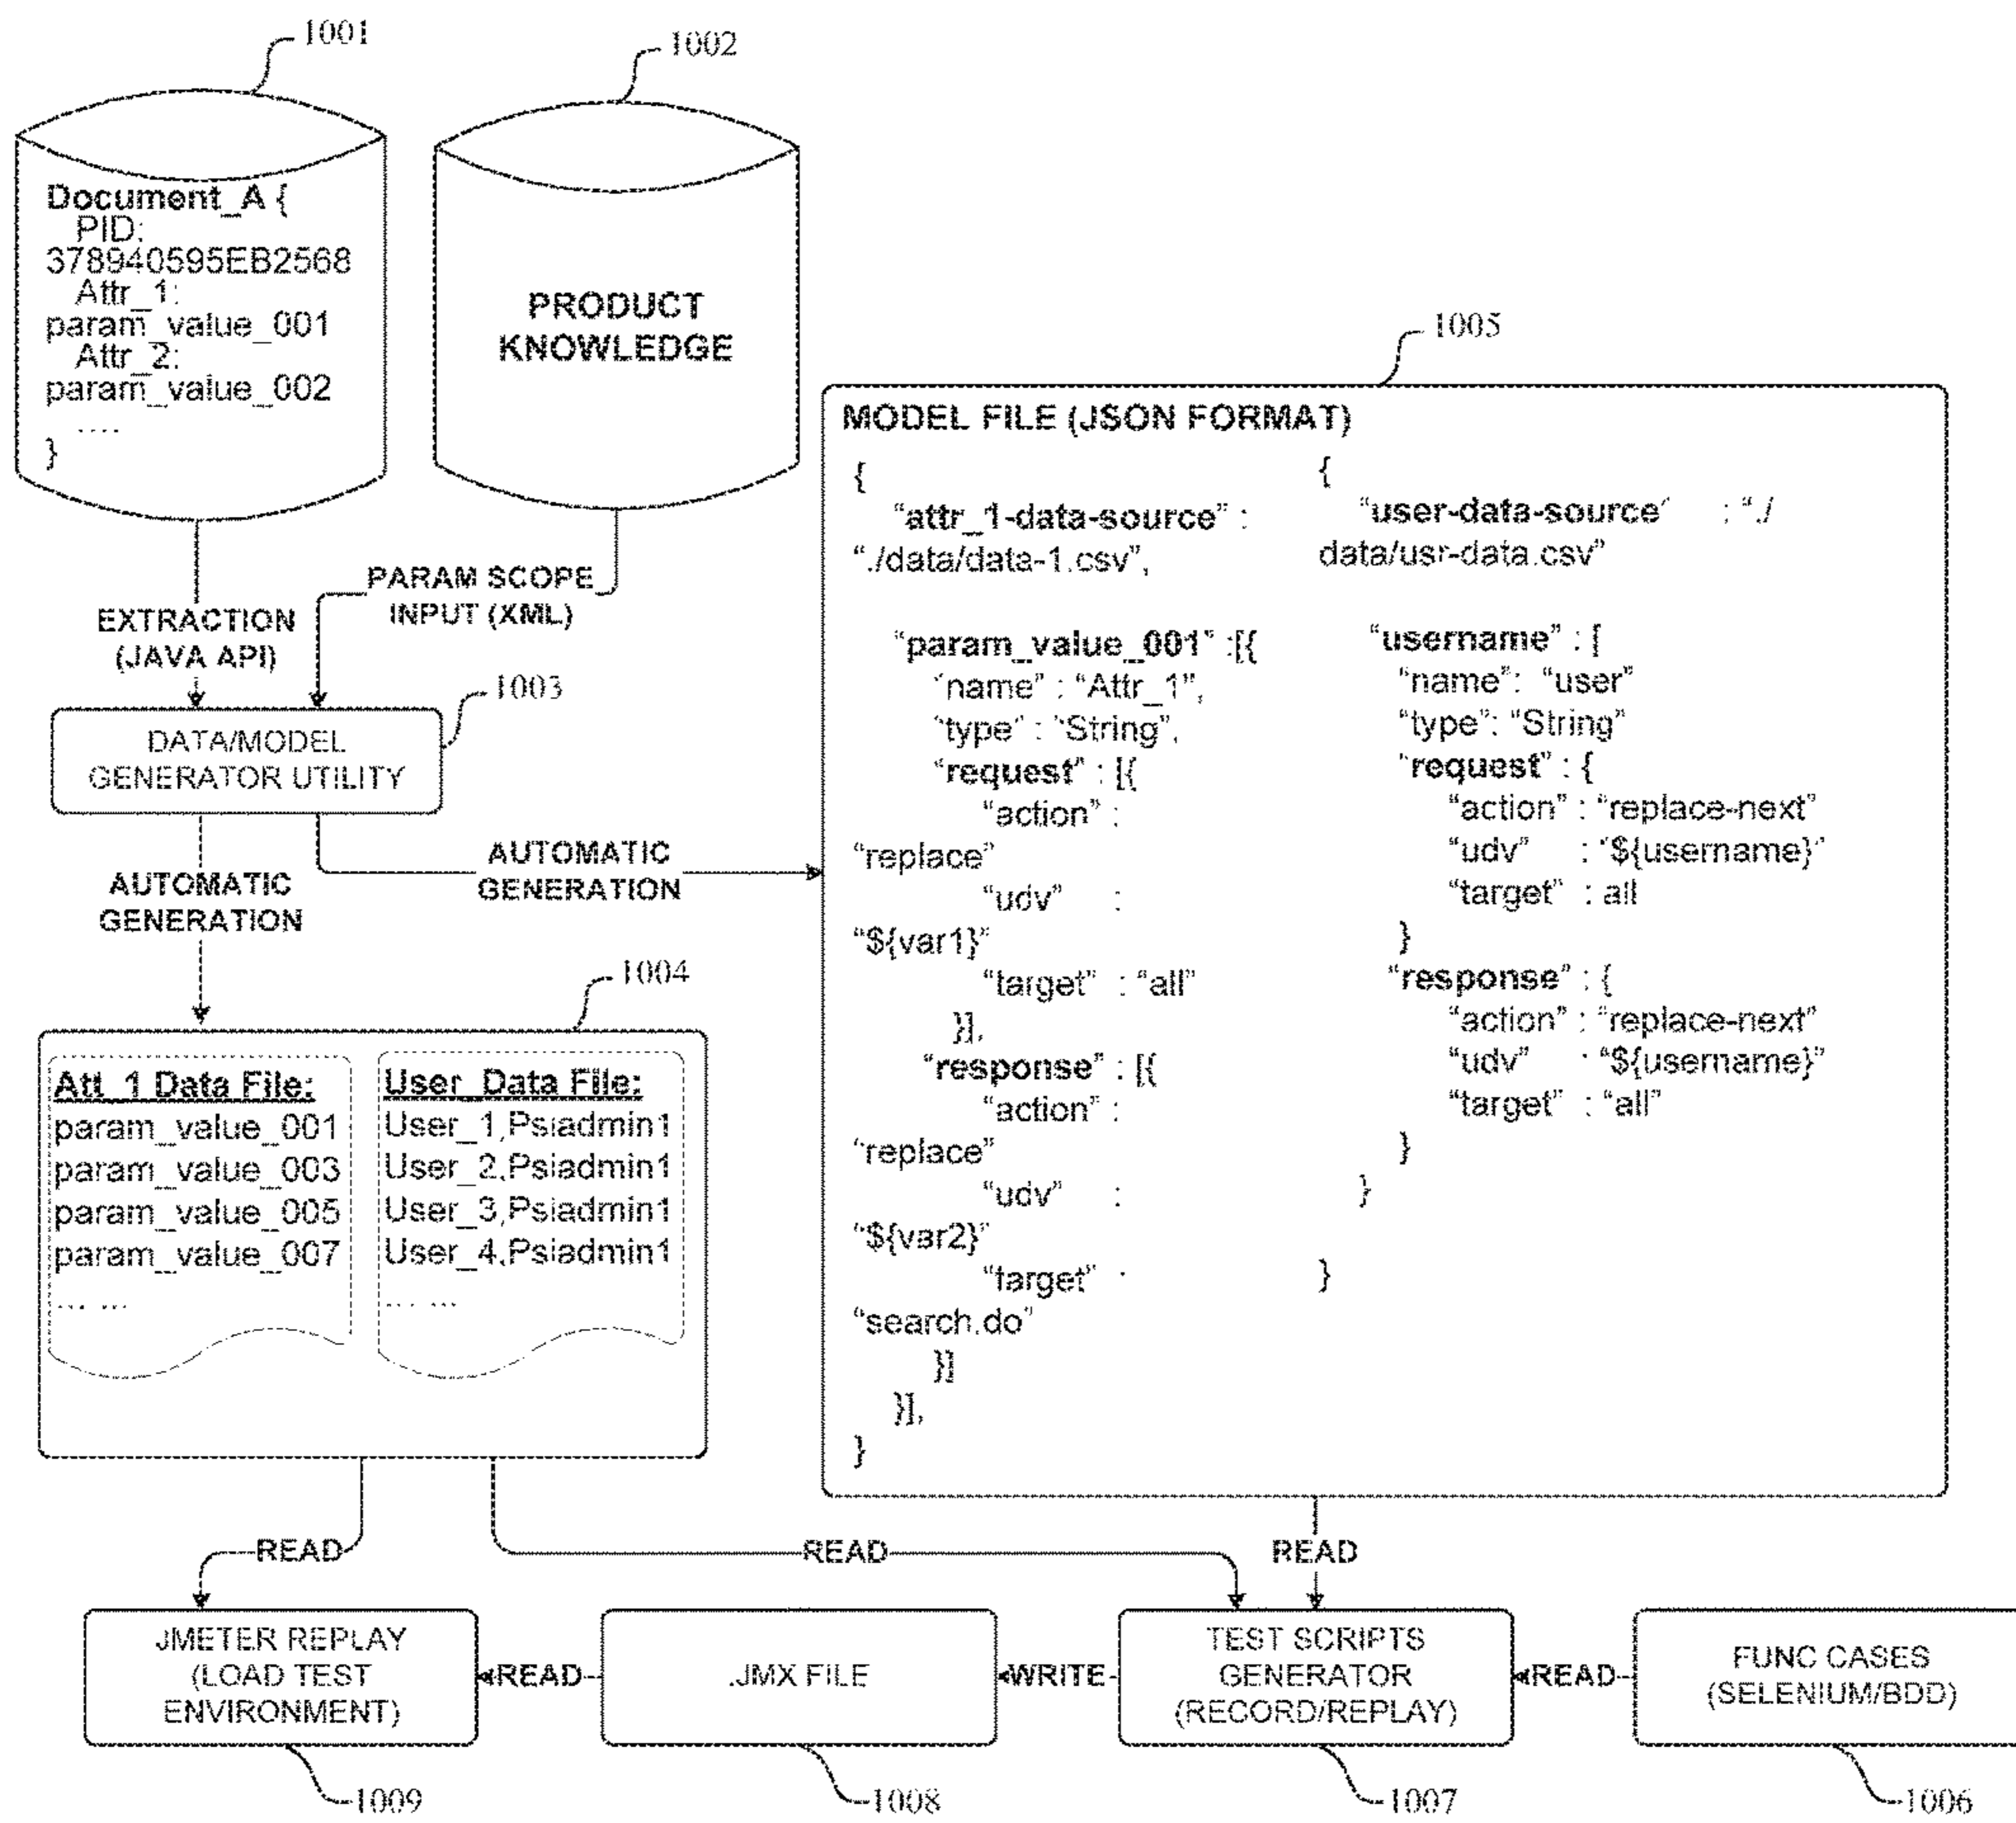 1001
1002
Document_A {
PID:
378940595EB2568
Attr_1:
param_value_001
Attr_2:
param_value_002
....
}
PRODUCT
KNOWLEDGE
EXTRACTION
(JAVA API)
PARAM SCOPE
INPUT (XML)
1003
DATA/MODEL
GENERATOR UTILITY
AUTOMATIC
GENERATION
AUTOMATIC
GENERATION
1004
Att_1 Data File:
param_value_001
param_value_003
param_value_005
param_value_007
... ...
User_Data File:
User_1,Psiadmin1
User_2,Psiadmin1
User_3,Psiadmin1
User_4,Psiadmin1
... ...
1005
MODEL FILE (JSON FORMAT)
{
“attr_1-data-source” :
“./data/data-1.csv”,
“param_value_001” :[{
“name” : “Attr_1”,
“type” : “String”,
“request” : [{
“action” :
“replace”
“udv” :
“${var1}”
“target” : “all”
}],
“response” : [{
“action” :
“replace”
“udv” :
“${var2}”
“target” :
“search.do”
}]
}],
}
{
“user-data-source” : “./
data/usr-data.csv”
“username” : [
“name”: “user”
“type”: “String”
“request” : {
“action” : “replace-next”
“udv” : “${username}”
“target” : all
}
“response” : {
“action” : “replace-next”
“udv” : “${username}”
“target” : “all”
}
}
}
READ
READ
READ
JMETER REPLAY
(LOAD TEST
ENVIRONMENT)
READ
.JMX FILE
WRITE
TEST SCRIPTS
GENERATOR
(RECORD/REPLAY)
READ
FUNC CASES
(SELENIUM/BDD)
1009
1008
1007
1006